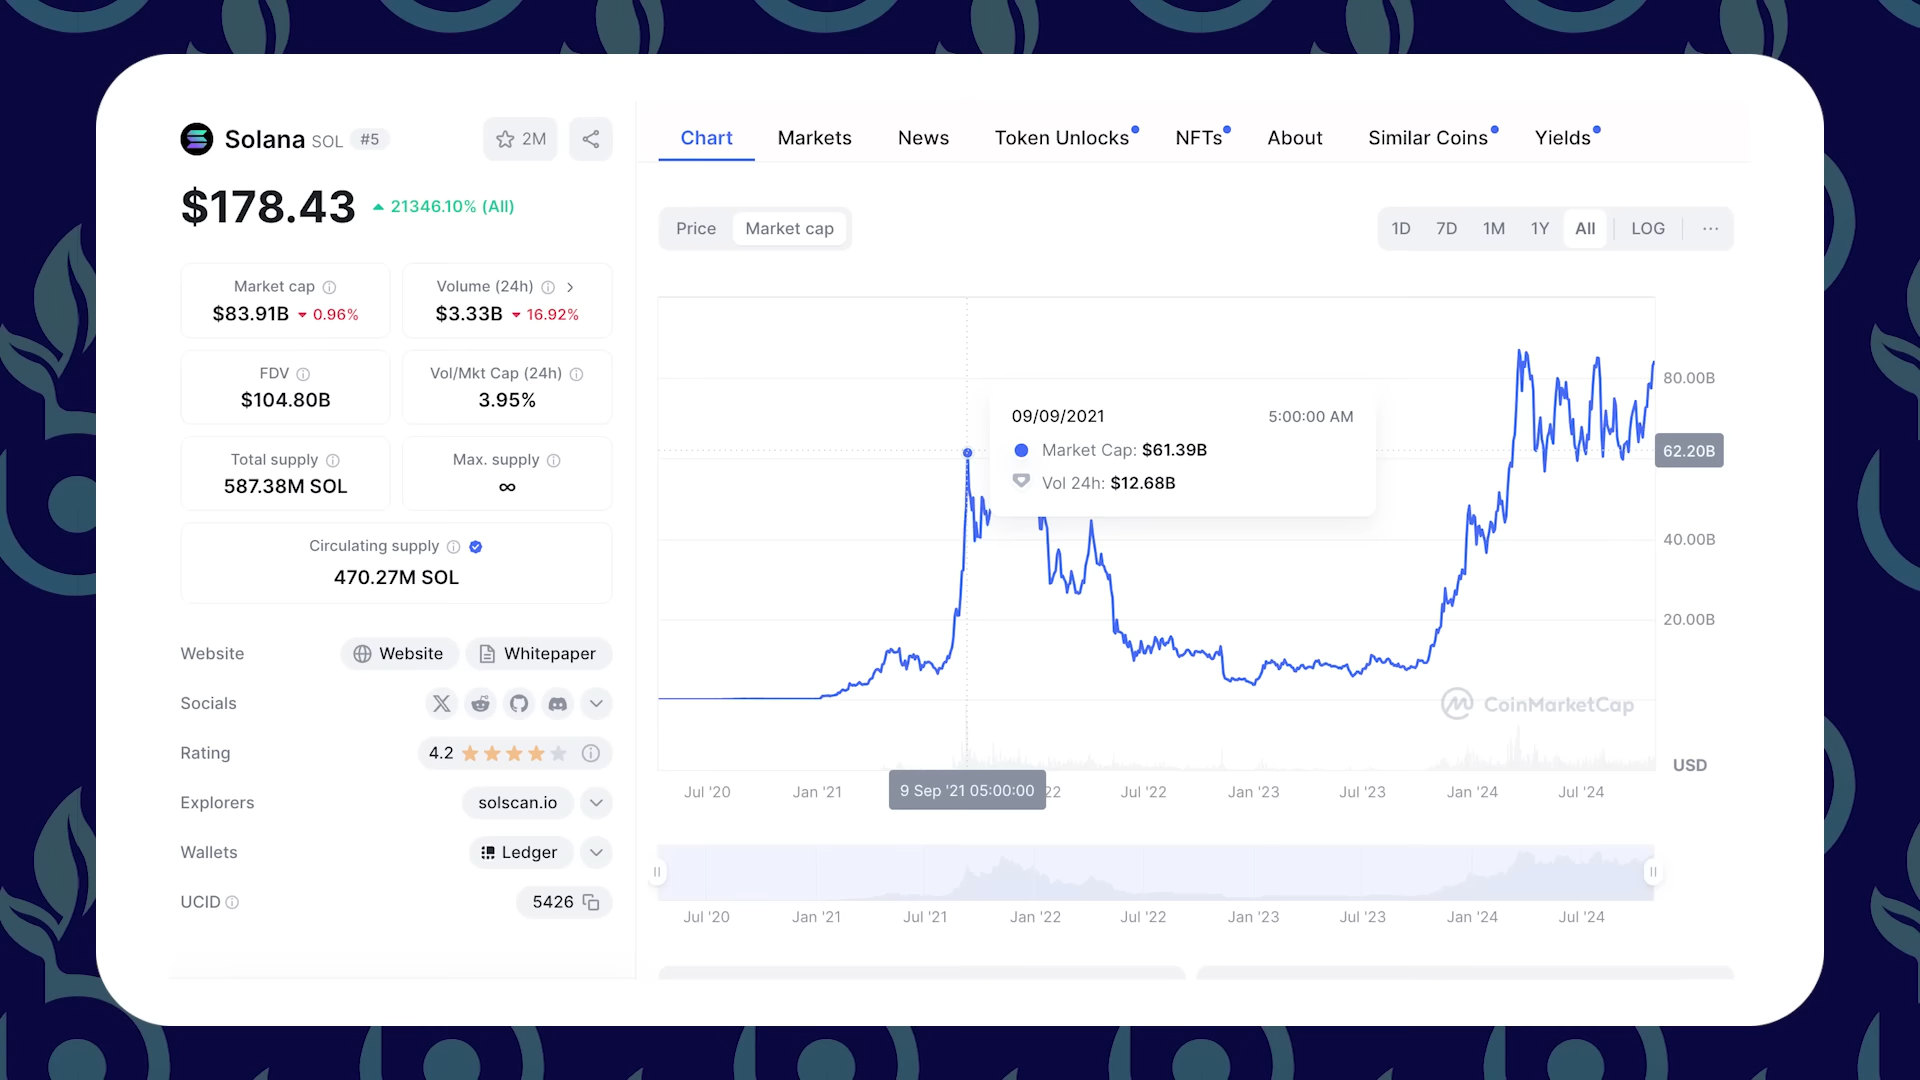 Solana SOL #5
2M
$178.43 21346.10% (All)
Market cap
$83.91B 0.96%
Volume (24h)
$3.33B 16.92%
FDV
$104.80B
Vol/Mkt Cap (24h)
3.95%
Total supply
587.38M SOL
Max. supply
∞
Circulating supply
470.27M SOL
Website Website Whitepaper
Socials
Rating 4.2
Explorers solscan.io
Wallets Ledger
UCID 5426
Chart Markets News Token Unlocks NFTs About Similar Coins Yields
Price Market cap
1D 7D 1M 1Y All LOG ...
09/09/2021 5:00:00 AM
Market Cap: $61.39B
Vol 24h: $12.68B
80.00B
62.20B
40.00B
20.00B
CoinMarketCap
USD
Jul '20 Jan '21 9 Sep '21 05:00:00 22 Jul '22 Jan '23 Jul '23 Jan '24 Jul '24
Jul '20 Jan '21 Jul '21 Jan '22 Jul '22 Jan '23 Jul '23 Jan '24 Jul '24